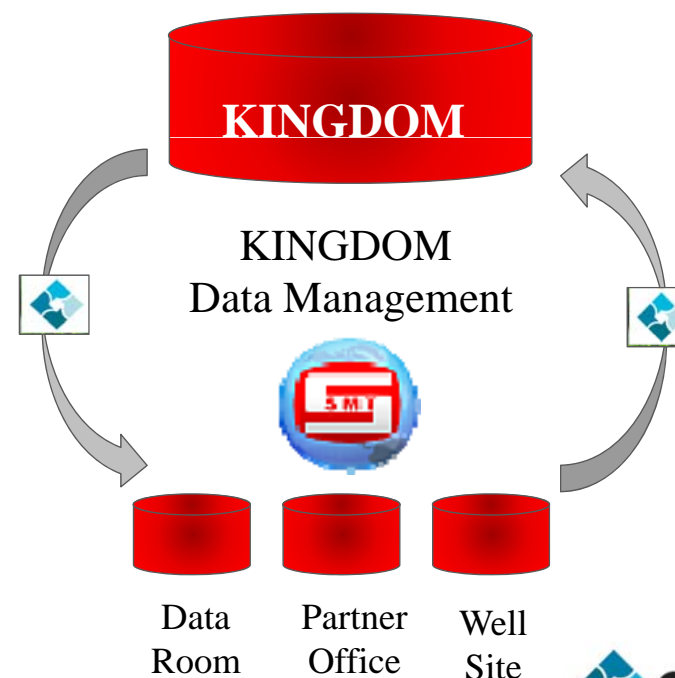 KINGDOM
KINGDOM
Data Management
SMT
Data Room
Partner Office
Well Site